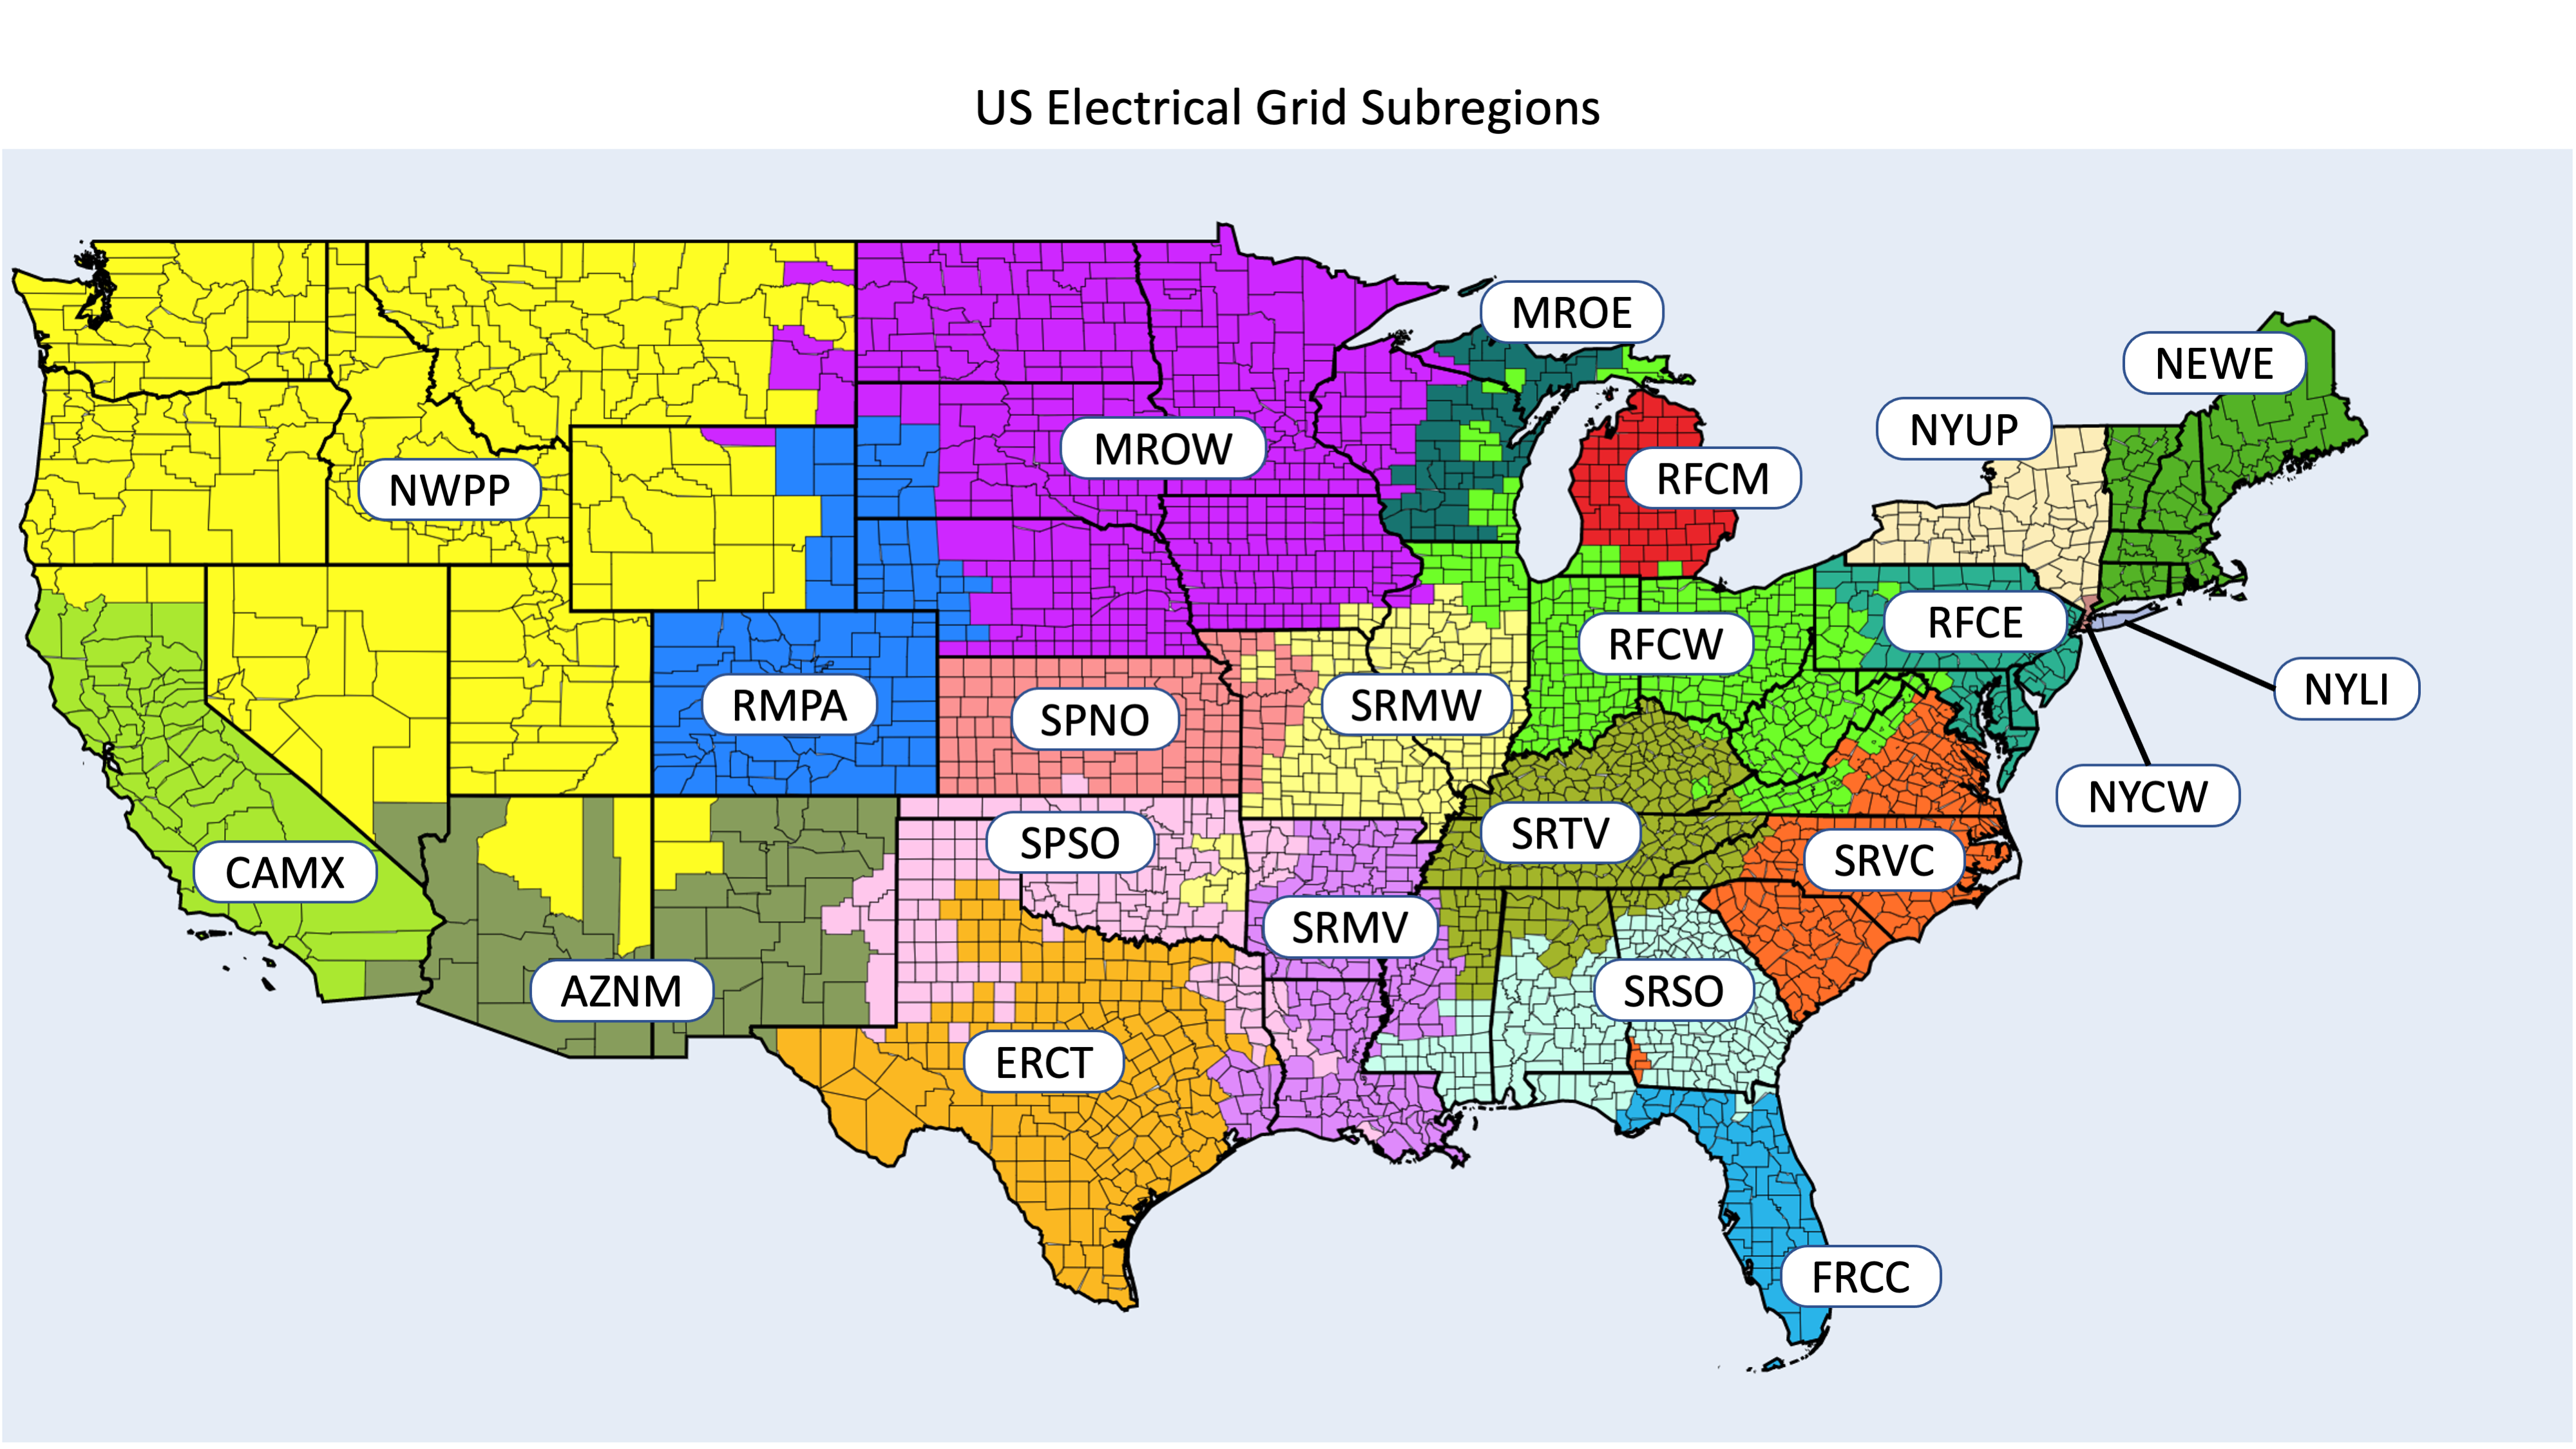 US Electrical Grid Subregions
MROE
NEWE
NYUP
MROW
RFCM
NWPP
RFCE
RFCW
NYLI
RMPA
SPNO
SRMW
NYCW
SRTV
SPSO
SRVC
CAMX
SRMV
AZNM
SRSO
ERCT
FRCC